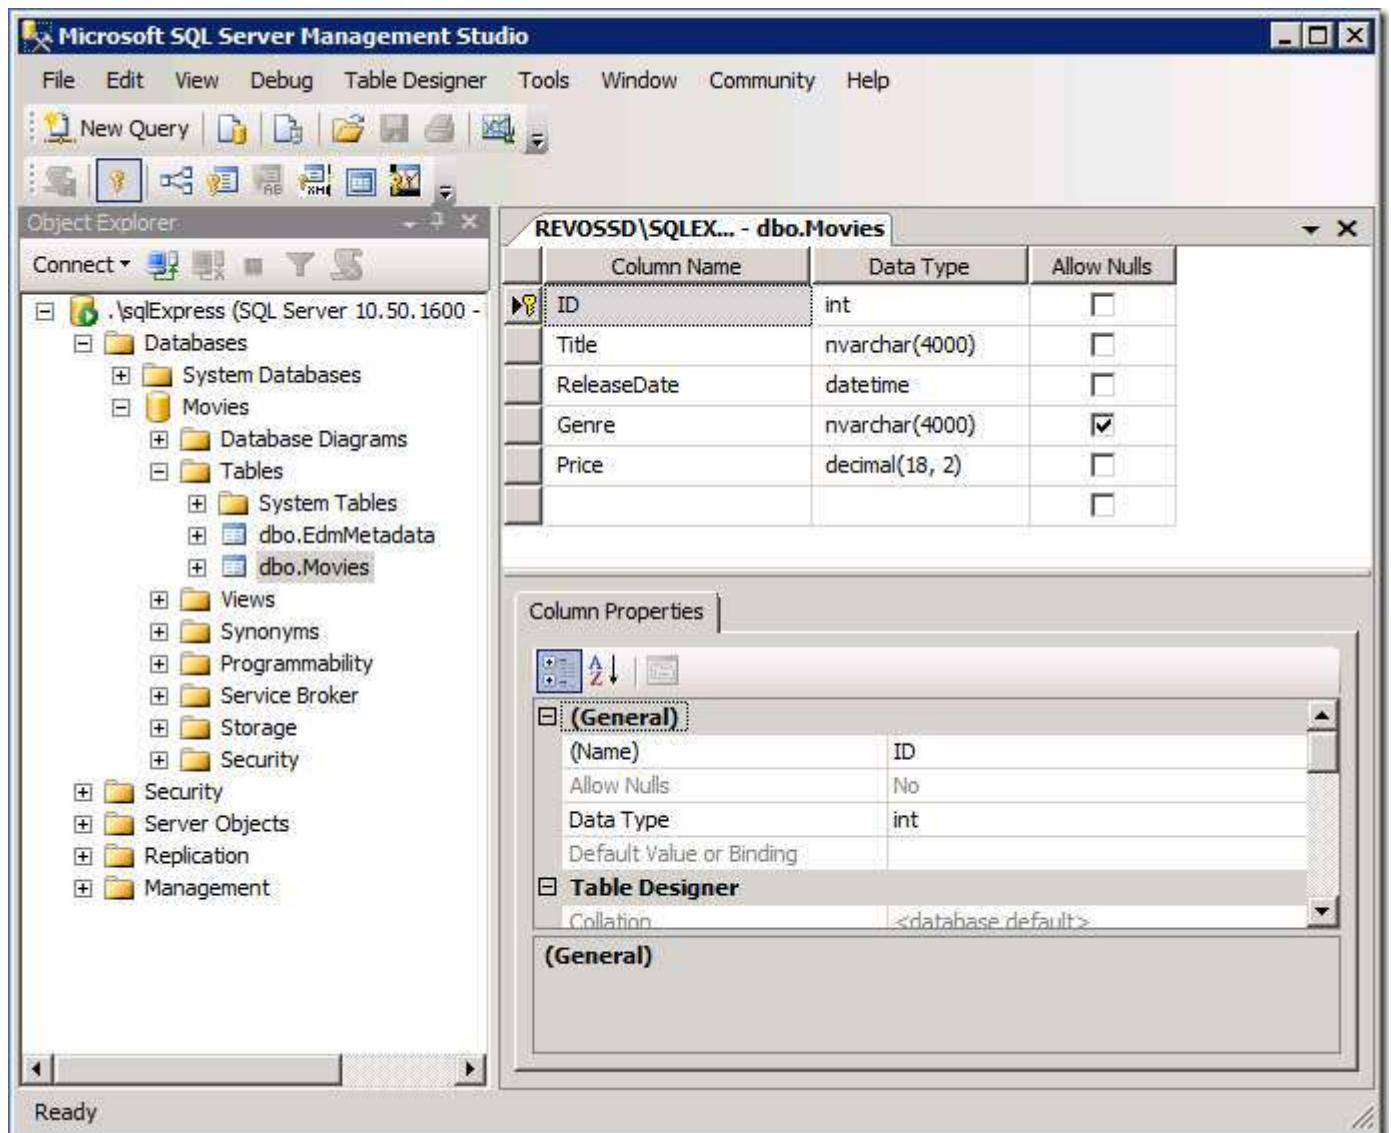 Microsoft SQL Server Management Studio
File Edit View Debug Table Designer Tools Window Community Help
New Query
Object Explorer
Connect
.\sqlExpress (SQL Server 10.50.1600 -
Databases
System Databases
Movies
Database Diagrams
Tables
System Tables
dbo.EdmMetadata
dbo.Movies
Views
Synonyms
Programmability
Service Broker
Storage
Security
Security
Server Objects
Replication
Management
REVOSSD\SQLEX... - dbo.Movies
Column Name Data Type Allow Nulls
ID int
Title nvarchar(4000)
ReleaseDate datetime
Genre nvarchar(4000)
Price decimal(18, 2)
Column Properties
(General)
(Name) ID
Allow Nulls No
Data Type int
Default Value or Binding
Table Designer
Collation <database default>
(General)
Ready